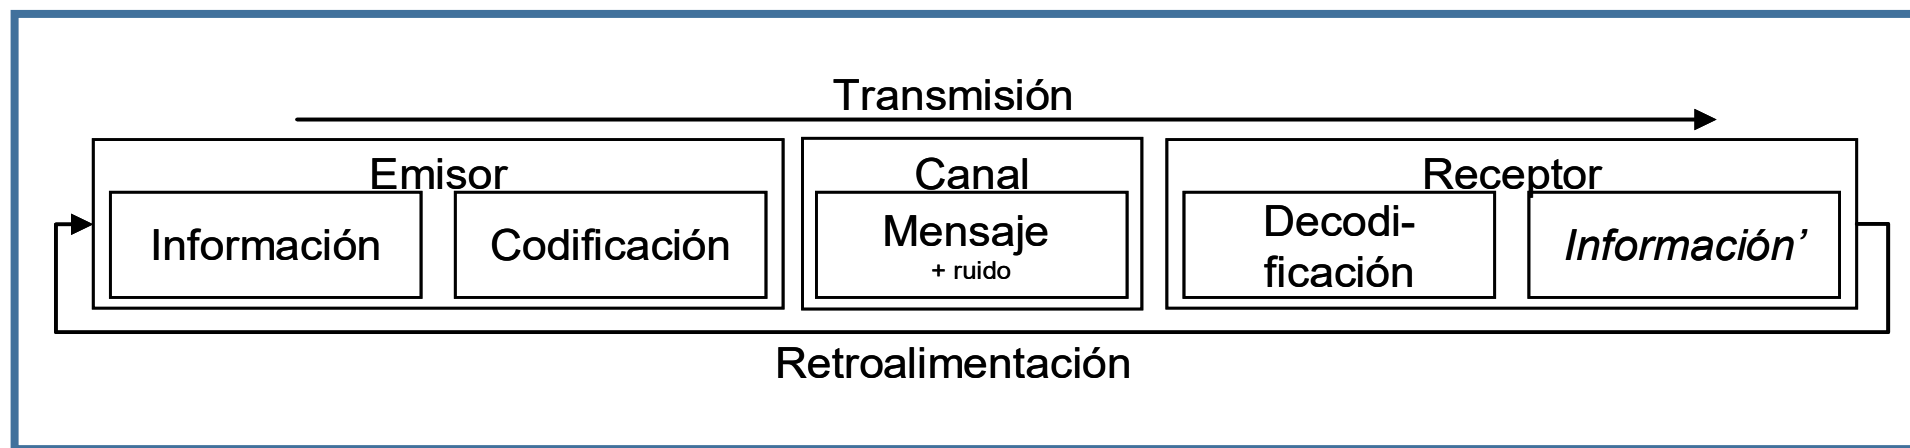 Transmisión
Emisor
Canal
Receptor
Información
Codificación
Mensaje
+ ruido
Decodi-
ficación
Información’
Retroalimentación